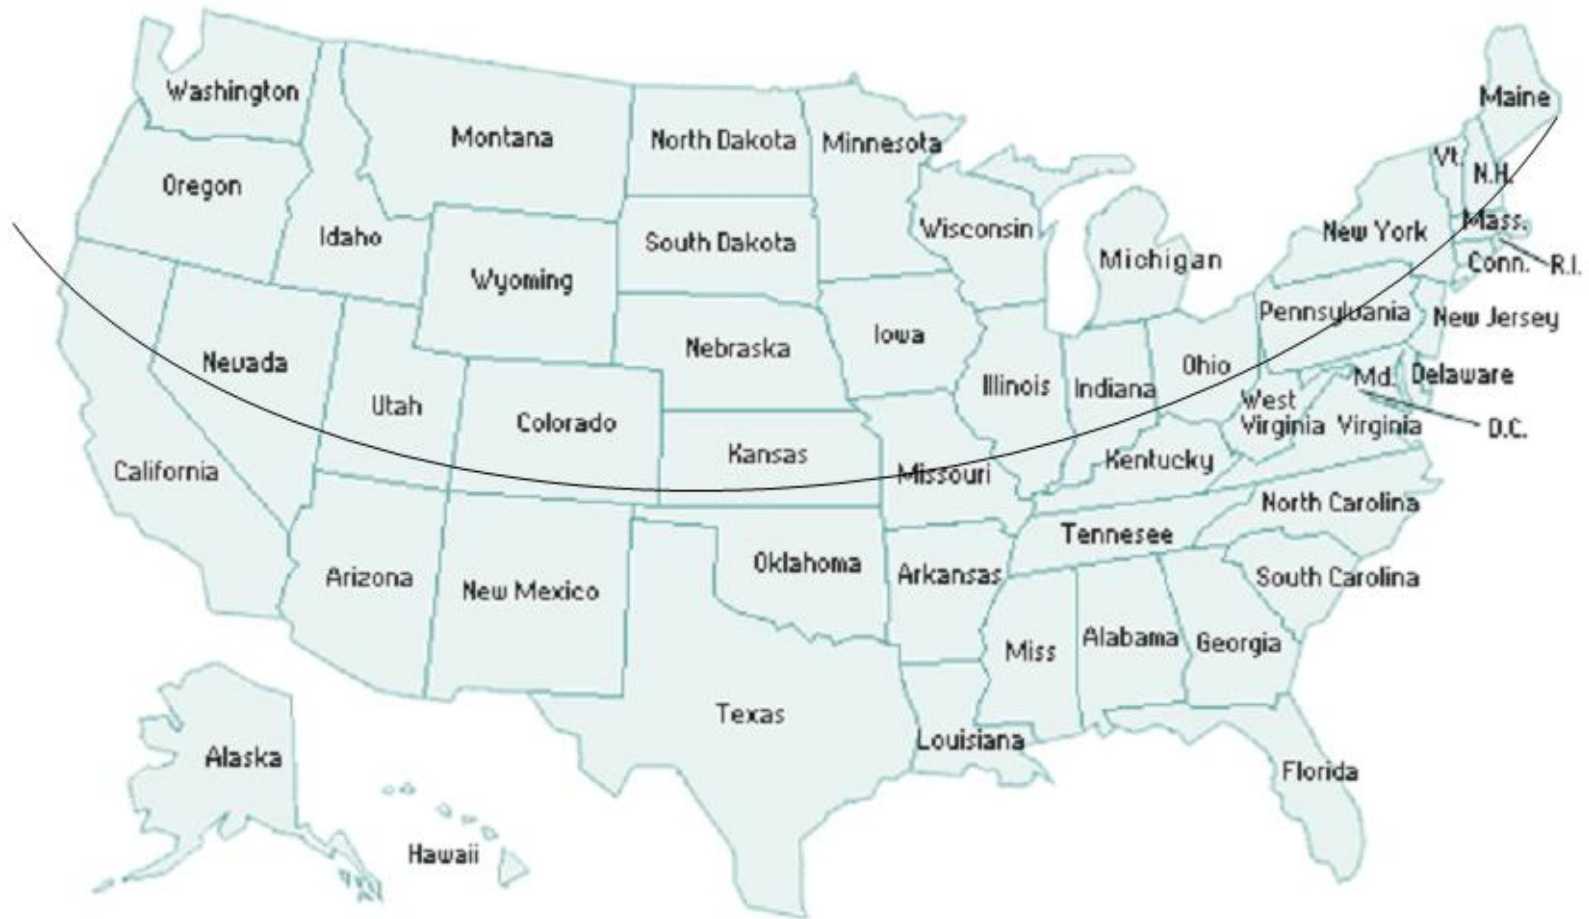 Washington
Oregon
Idaho
Montana
North Dakota
Minnesota
Maine
Vt.
N.H.
Mass.
New York
Wisconsin
South Dakota
Wyoming
Michigan
Conn.
R.I.
Pennsylvania
New Jersey
Nevada
Utah
Colorado
Nebraska
Iowa
Illinois
Indiana
Ohio
Md.
Delaware
West
Virginia
Virginia
D.C.
California
Kansas
Missouri
Kentucky
North Carolina
Tennesee
Arizona
New Mexico
Oklahoma
Arkansas
South Carolina
Miss
Alabama
Georgia
Texas
Louisiana
Florida
Alaska
Hawaii